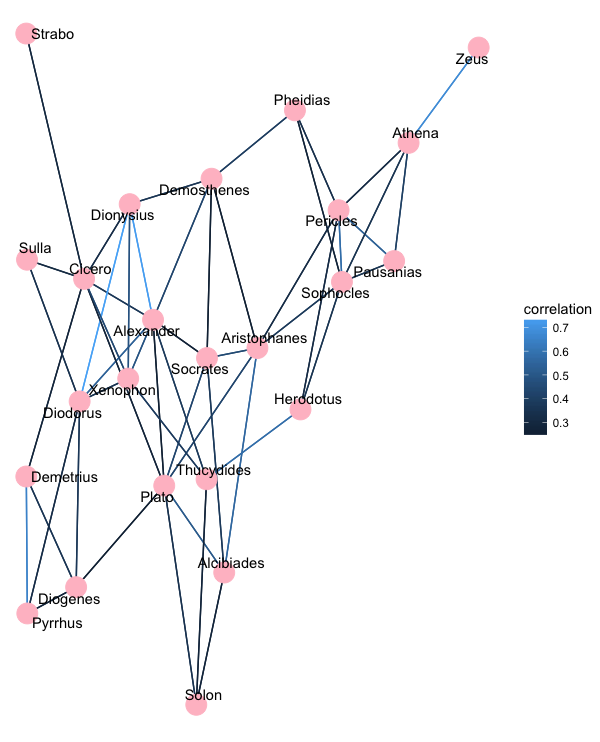 Strabo
Zeus
Pheidias
Athena
Demosthenes
Dionysius
Pericles
Sulla
Cicero
Pausanias
Sophocles
Alexander
Aristophanes
Socrates
Xenophon
Diodorus
Herodotus
Thucydides
Demetrius
Plato
Alcibiades
Diogenes
Pyrrhus
Solon
correlation
0.7
0.6
0.5
0.4
0.3